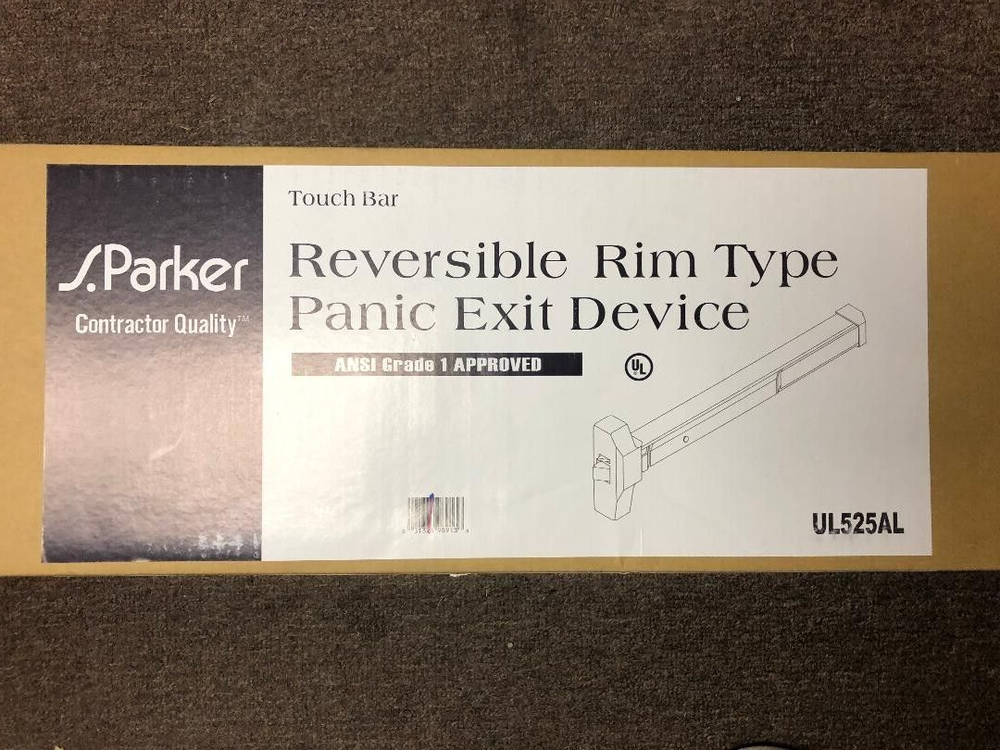 Touch Bar
S.Parker
Contractor Quality™
Reversible Rim Type
Panic Exit Device
ANSI Grade 1 APPROVED
UL
UL525AL